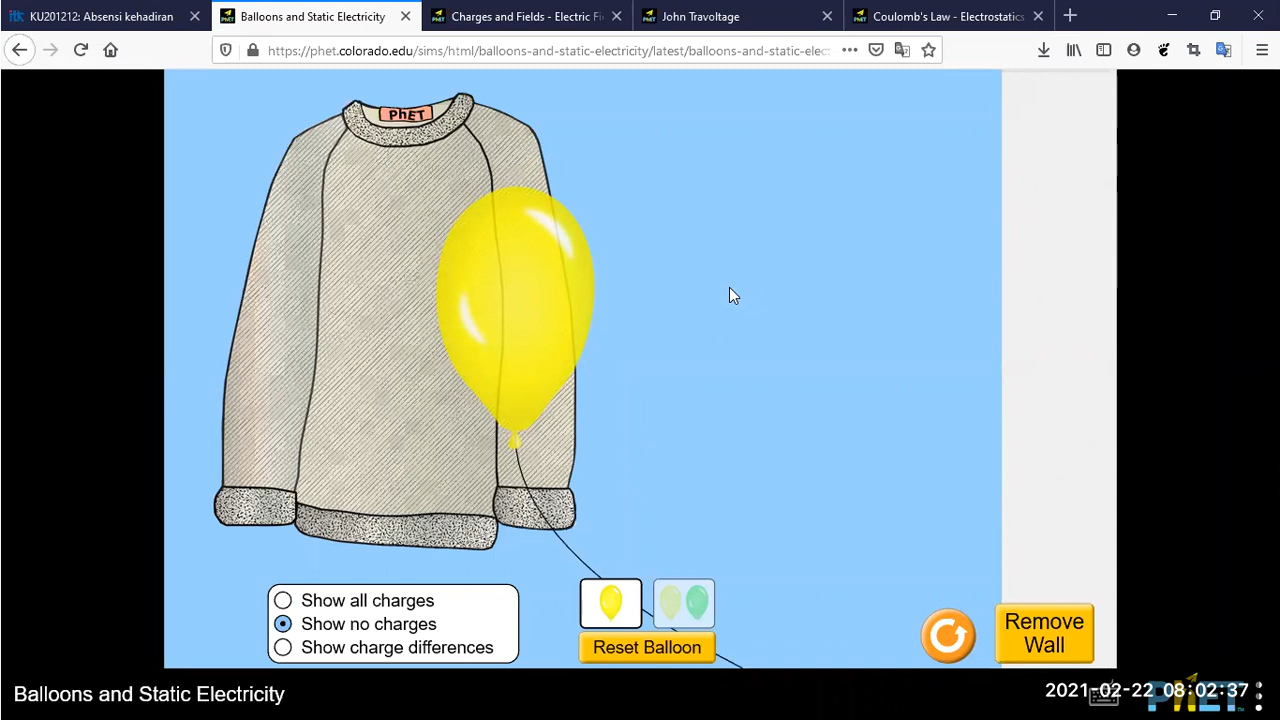 KU201212: Absensi kehadiran
Balloons and Static Electricity
Charges and Fields - Electric Fi
John Travoltage
Coulomb's Law - Electrostatics
https://phet.colorado.edu/sims/html/balloons-and-static-electricity/latest/balloons-and-static-elec
PhET
Show all charges
Show no charges
Show charge differences
Reset Balloon
Remove
Wall
Balloons and Static Electricity
2021-02-22 08:02:37
PhET